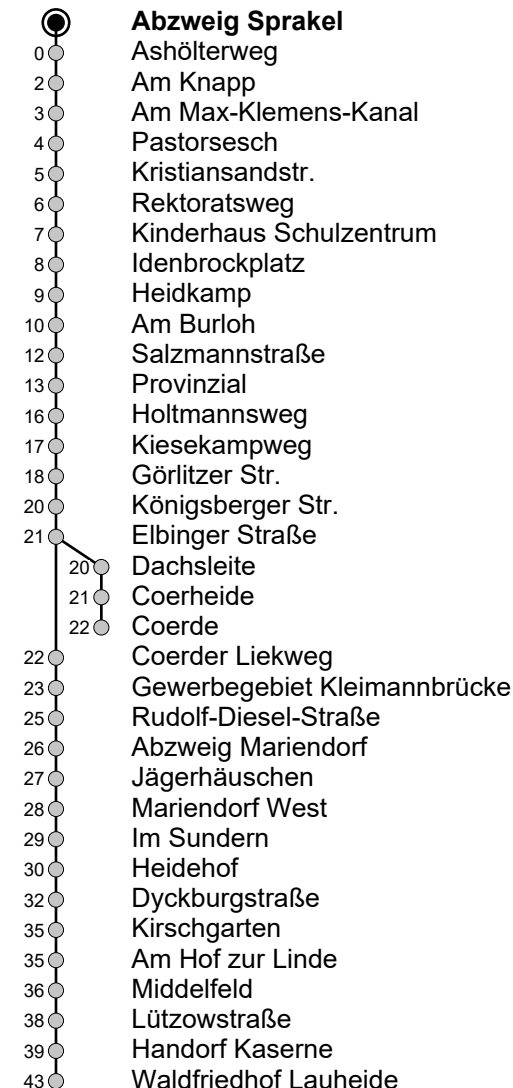 Abzweig Sprakel
0 Ashölterweg
2 Am Knapp
3 Am Max-Klemens-Kanal
4 Pastorsesch
5 Kristiansandstr.
6 Rektoratsweg
7 Kinderhaus Schulzentrum
8 Idenbrockplatz
9 Heidkamp
10 Am Burloh
12 Salzmannstraße
13 Provinzial
16 Holtmannsweg
17 Kiesekampweg
18 Görlitzer Str.
20 Königsberger Str.
21 Elbinger Straße
20 Dachsleite
21 Coerheide
22 Coerde
22 Coerder Liekweg
23 Gewerbegebiet Kleimannbrücke
25 Rudolf-Diesel-Straße
26 Abzweig Mariendorf
27 Jägerhäuschen
28 Mariendorf West
29 Im Sundern
30 Heidehof
32 Dyckburgstraße
35 Kirschgarten
35 Am Hof zur Linde
36 Middelfeld
38 Lützowstraße
39 Handorf Kaserne
43 Waldfriedhof Lauheide